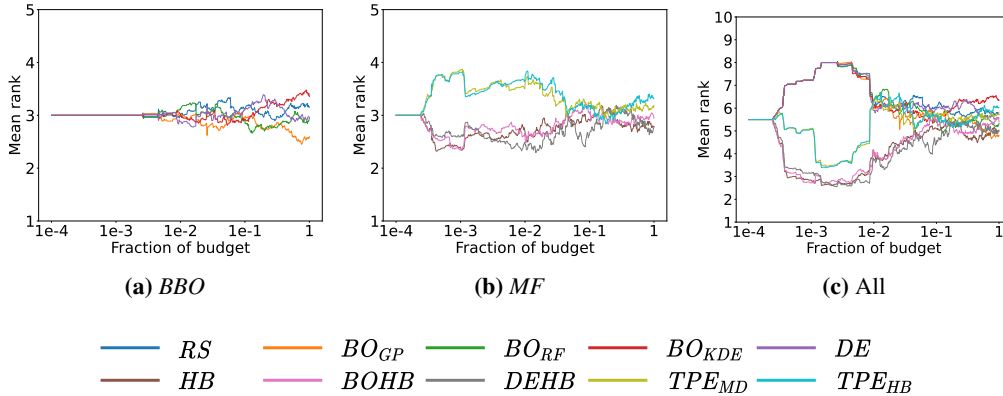 5
4
3
2
1
Mean rank
1e-4
1e-3
1e-2
1e-1
1
Fraction of budget
(a) BBO
5
4
3
2
1
Mean rank
1e-4
1e-3
1e-2
1e-1
1
Fraction of budget
(b) MF
10
9
8
7
6
5
4
3
2
1
Mean rank
1e-4
1e-3
1e-2
1e-1
1
Fraction of budget
(c) All
RS
BO_GP
BO_RF
BO_KDE
DE
HB
BOHB
DEHB
TPE_MD
TPE_HB